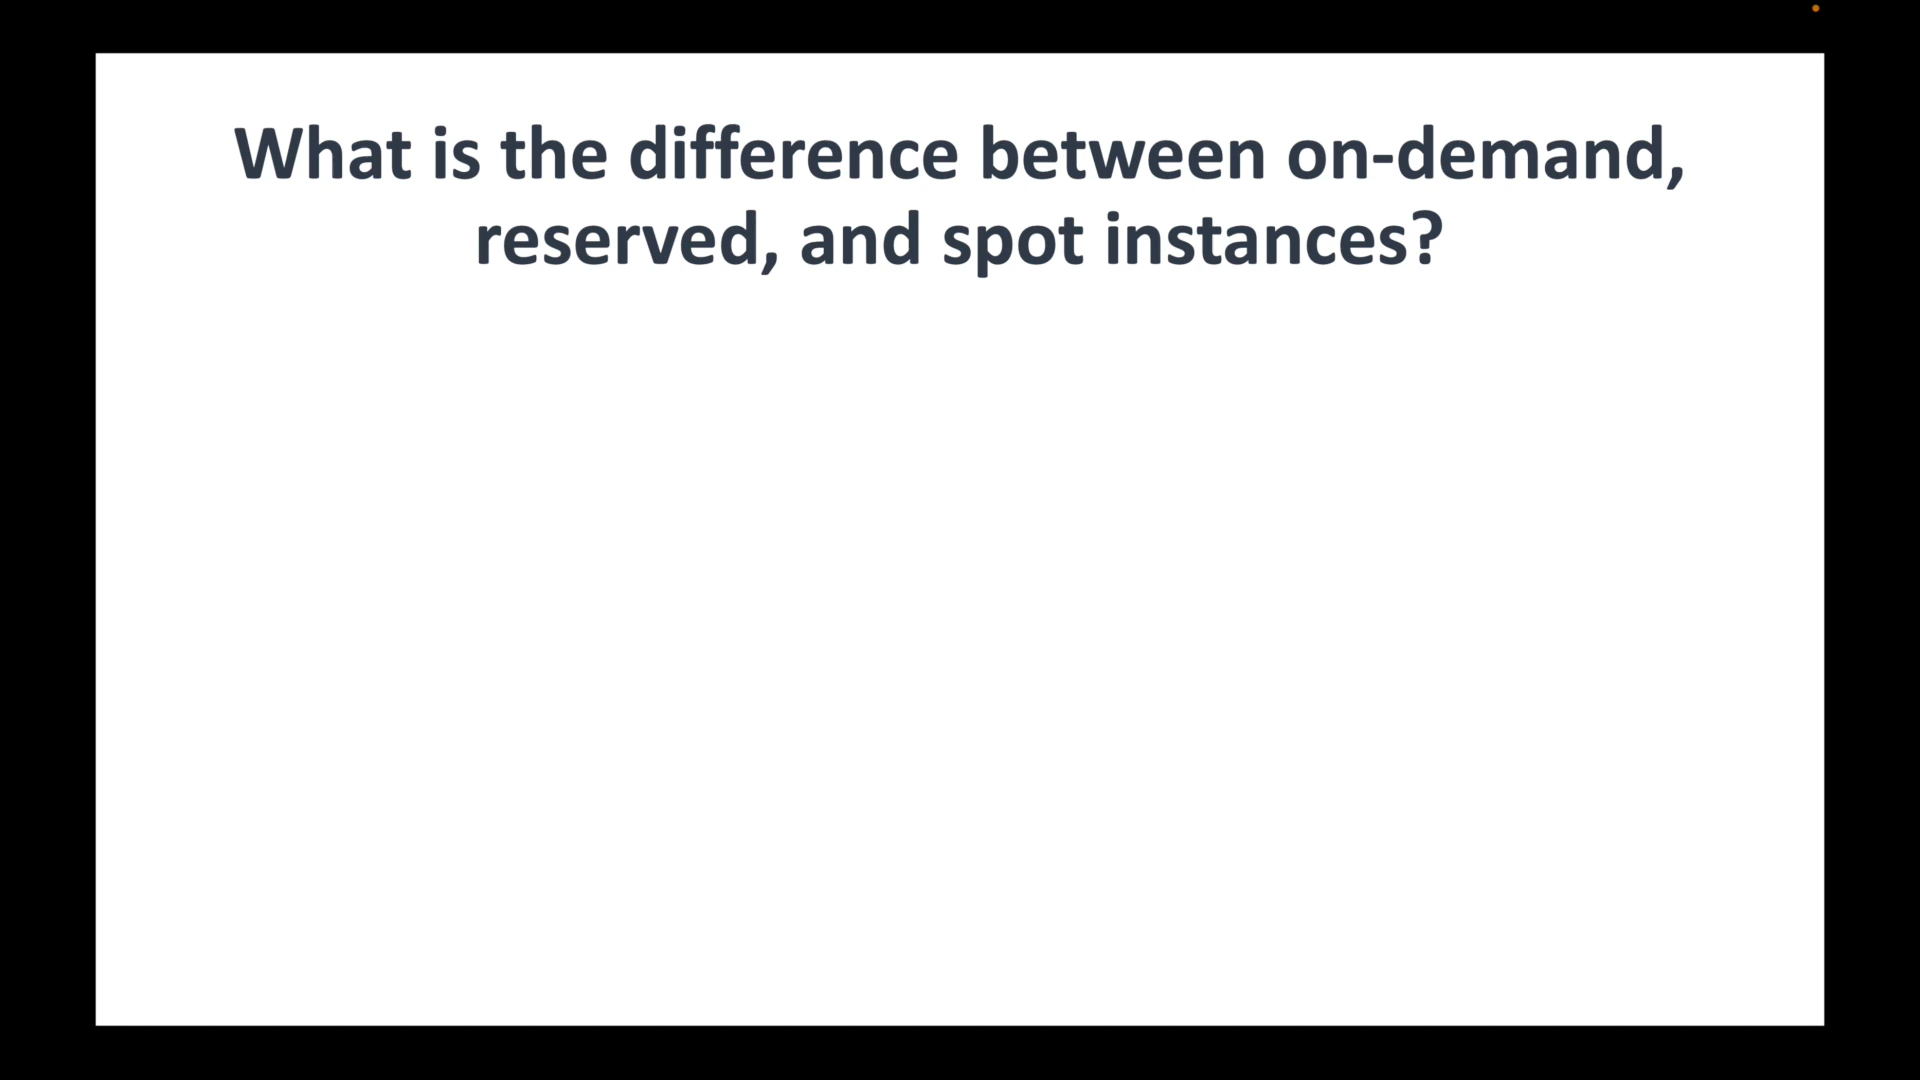 What is the difference between on-demand,
reserved, and spot instances?